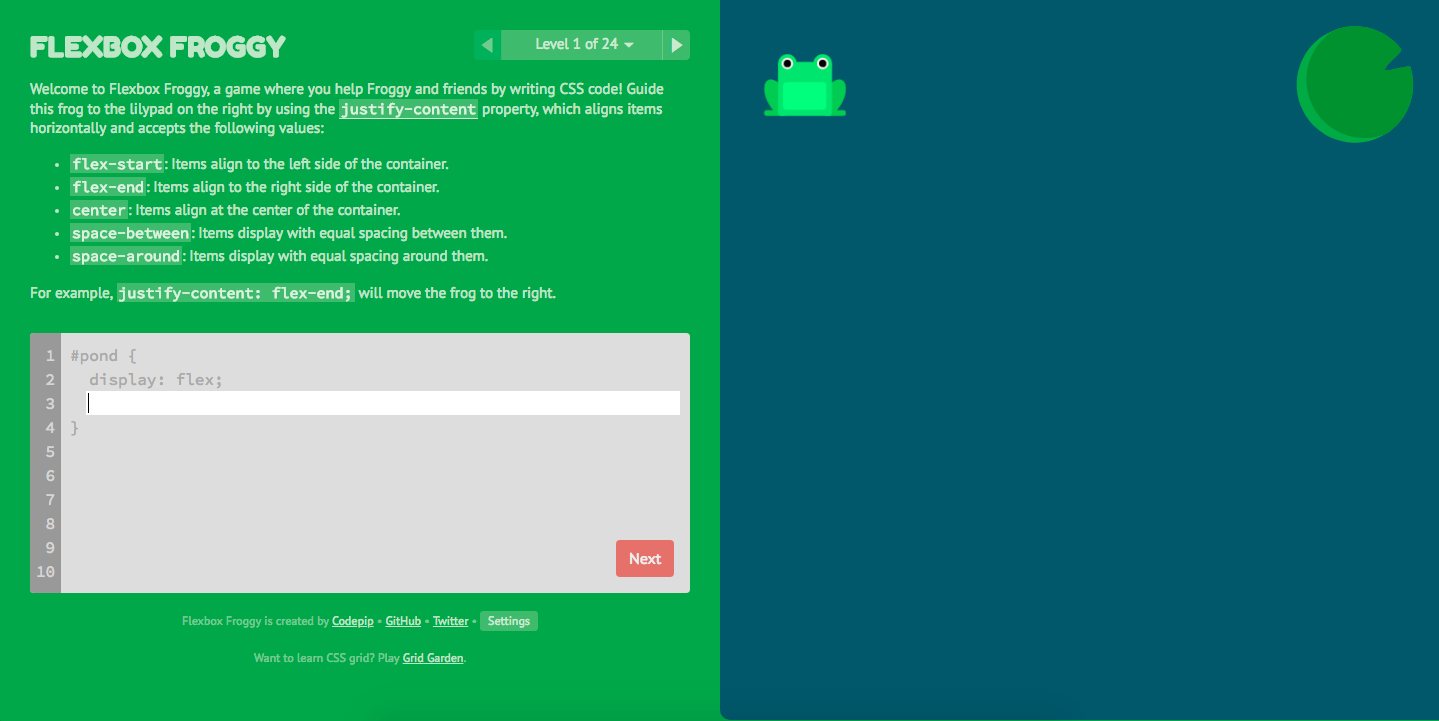 FLEXBOX FROGGY
Level 1 of 24
Welcome to Flexbox Froggy, a game where you help Froggy and friends by writing CSS code! Guide
this frog to the lilypad on the right by using the justify-content property, which aligns items
horizontally and accepts the following values:
• flex-start: Items align to the left side of the container.
• flex-end: Items align to the right side of the container.
• center: Items align at the center of the container.
• space-between: Items display with equal spacing between them.
• space-around: Items display with equal spacing around them.
For example, justify-content: flex-end; will move the frog to the right.
1 #pond {
2 display: flex;
3
4 }
5
6
7
8
9
10
Next
Flexbox Froggy is created by Codepip • GitHub • Twitter • Settings
Want to learn CSS grid? Play Grid Garden.